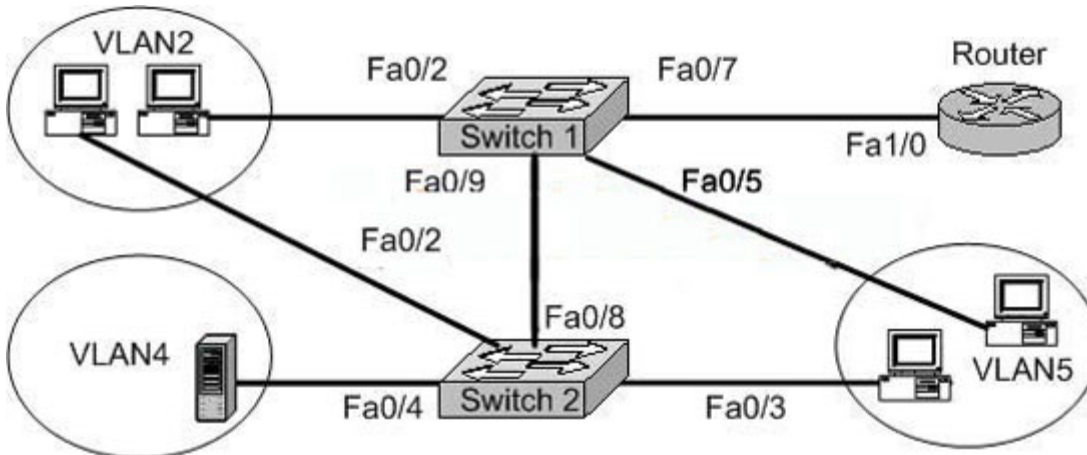 VLAN2
Fa0/2
Fa0/7
Router
Switch 1
Fa1/0
Fa0/9
Fa0/5
Fa0/2
Fa0/8
VLAN4
VLAN5
Fa0/4
Switch 2
Fa0/3